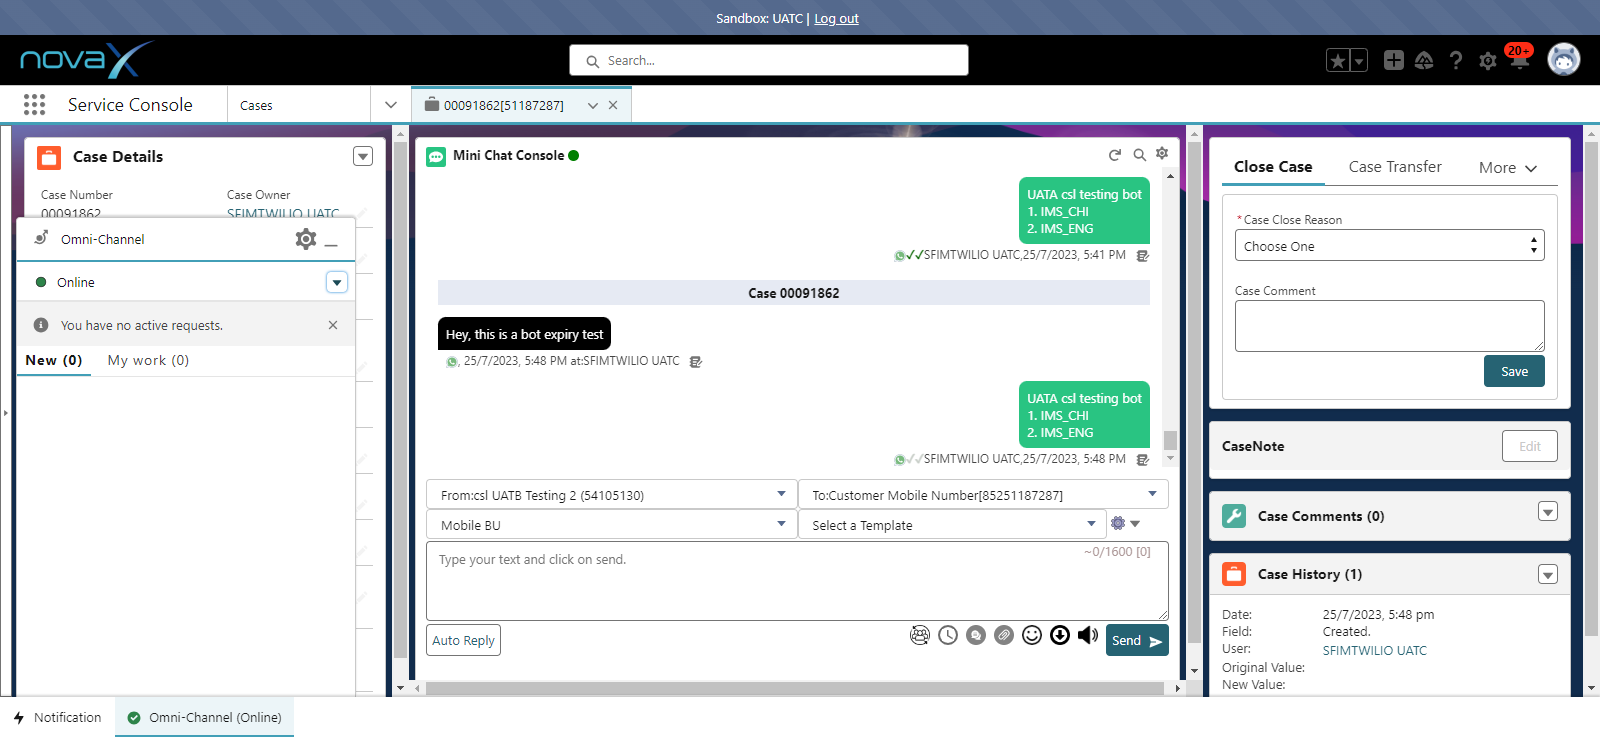 Sandbox: UATC | Log out
novaX
Search...
20+
Service Console
Cases
00091862[51187287]
Case Details
Case Number
Case Owner
00091862
SFIMTWILIO UATC
Omni-Channel
Online
You have no active requests.
New (0)
My work (0)
Mini Chat Console
UATA csl testing bot
1. IMS_CHI
2. IMS_ENG
SFIMTWILIO UATC,25/7/2023, 5:41 PM
Case 00091862
Hey, this is a bot expiry test
, 25/7/2023, 5:48 PM at:SFIMTWILIO UATC
UATA csl testing bot
1. IMS_CHI
2. IMS_ENG
SFIMTWILIO UATC,25/7/2023, 5:48 PM
From:csl UATB Testing 2 (54105130)
To:Customer Mobile Number[85251187287]
Mobile BU
Select a Template
Type your text and click on send.
~0/1600 [0]
Auto Reply
Send
Close Case
Case Transfer
More
*Case Close Reason
Choose One
Case Comment
Save
CaseNote
Edit
Case Comments (0)
Case History (1)
Date: 25/7/2023, 5:48 pm
Field: Created.
User: SFIMTWILIO UATC
Original Value:
New Value:
Notification
Omni-Channel (Online)